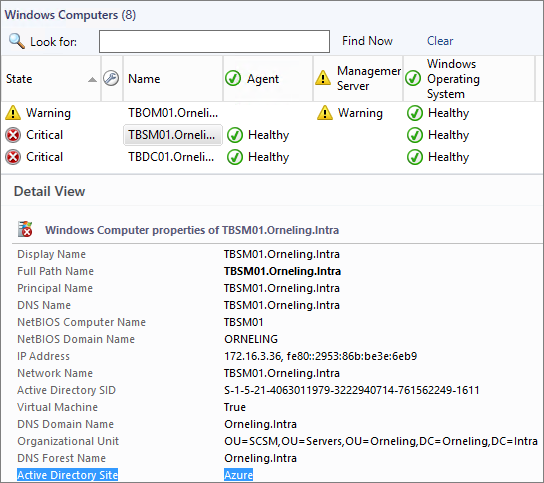 Windows Computers (8)
Look for: Find Now Clear
State Name Agent Managemer Server Windows Operating System
Warning TBOM01.Orneli... Warning Healthy
Critical TBSM01.Orneli... Healthy Healthy
Critical TBDC01.Orneli... Healthy Healthy
Detail View
Windows Computer properties of TBSM01.Orneling.Intra
Display Name TBSM01.Orneling.Intra
Full Path Name TBSM01.Orneling.Intra
Principal Name TBSM01.Orneling.Intra
DNS Name TBSM01.Orneling.Intra
NetBIOS Computer Name TBSM01
NetBIOS Domain Name ORNELING
IP Address 172.16.3.36, fe80::2953:86b:be3e:6eb9
Network Name TBSM01.Orneling.Intra
Active Directory SID S-1-5-21-4063011979-3222940714-761562249-1611
Virtual Machine True
DNS Domain Name Orneling.Intra
Organizational Unit OU=SCSM,OU=Servers,OU=Orneling,DC=Orneling,DC=Intra
DNS Forest Name Orneling.Intra
Active Directory Site Azure